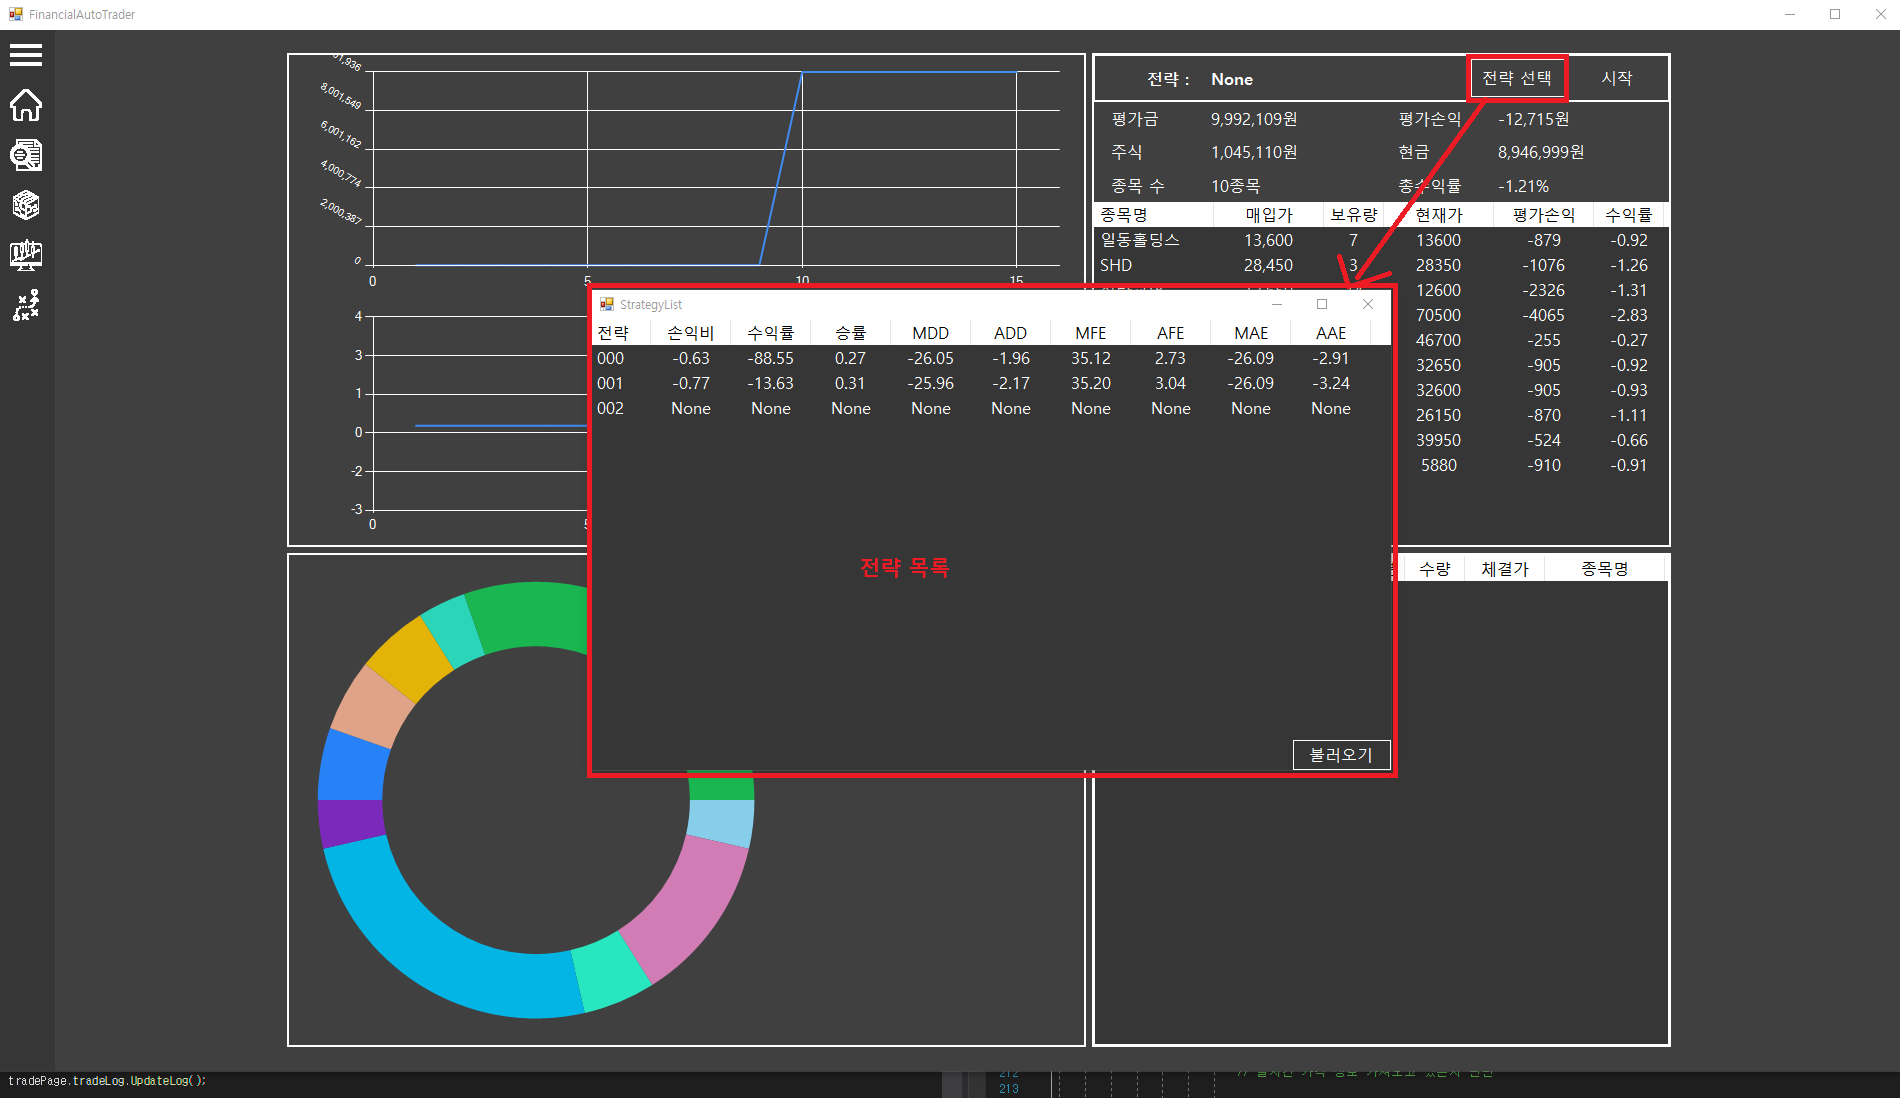 FinancialAutoTrader
8,001,549
6,001,162
4,000,774
2,000,387
0
0 5 10 15
4
3
1
0
-2
-3
0
전략 : None 전략 선택 시작
평가금 9,992,109원 평가손익 -12,715원
주식 1,045,110원 현금 8,946,999원
종목 수 10종목 총수익률 -1.21%
종목명 매입가 보유량 현재가 평가손익 수익률
일동홀딩스 13,600 7 13600 -879 -0.92
SHD 28,450 3 28350 -1076 -1.26
12600 -2326 -1.31
70500 -4065 -2.83
46700 -255 -0.27
32650 -905 -0.92
32600 -905 -0.93
26150 -870 -1.11
39950 -524 -0.66
5880 -910 -0.91
StrategyList
전략 손익비 수익률 승률 MDD ADD MFE AFE MAE AAE
000 -0.63 -88.55 0.27 -26.05 -1.96 35.12 2.73 -26.09 -2.91
001 -0.77 -13.63 0.31 -25.96 -2.17 35.20 3.04 -26.09 -3.24
002 None None None None None None None None None
전략 목록
불러오기
수량 체결가 종목명
tradePage.tradeLog.UpdateLog();
212
213